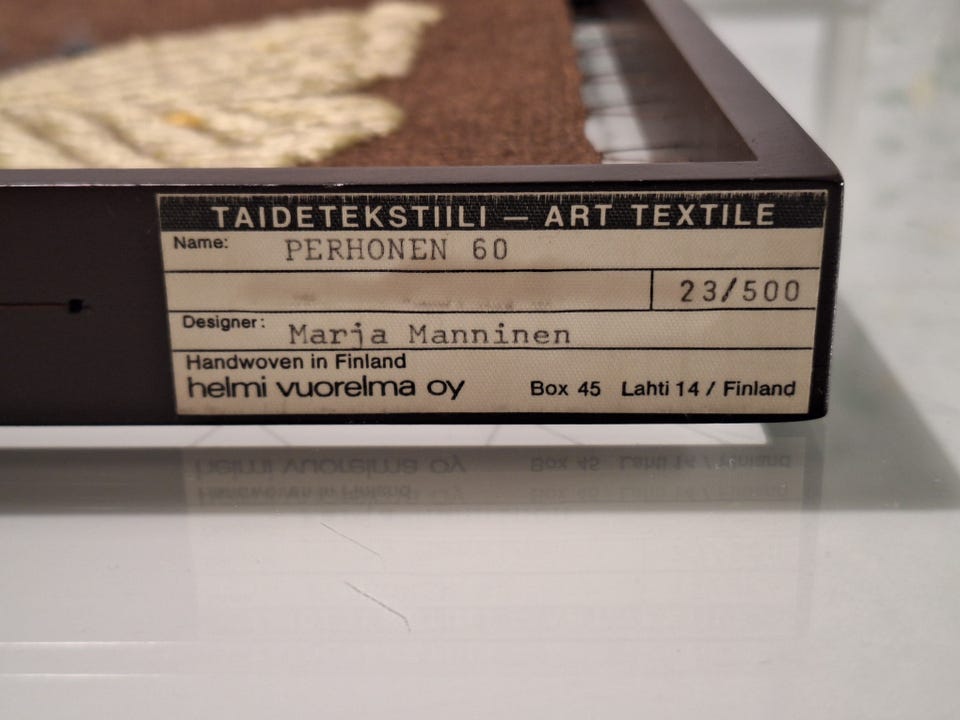 TAIDETEKSTIILI — ART TEXTILE
Name: PERHONEN 60
23/500
Designer: Marja Manninen
Handwoven in Finland
helmi vuorelma oy Box 45 Lahti 14 / Finland